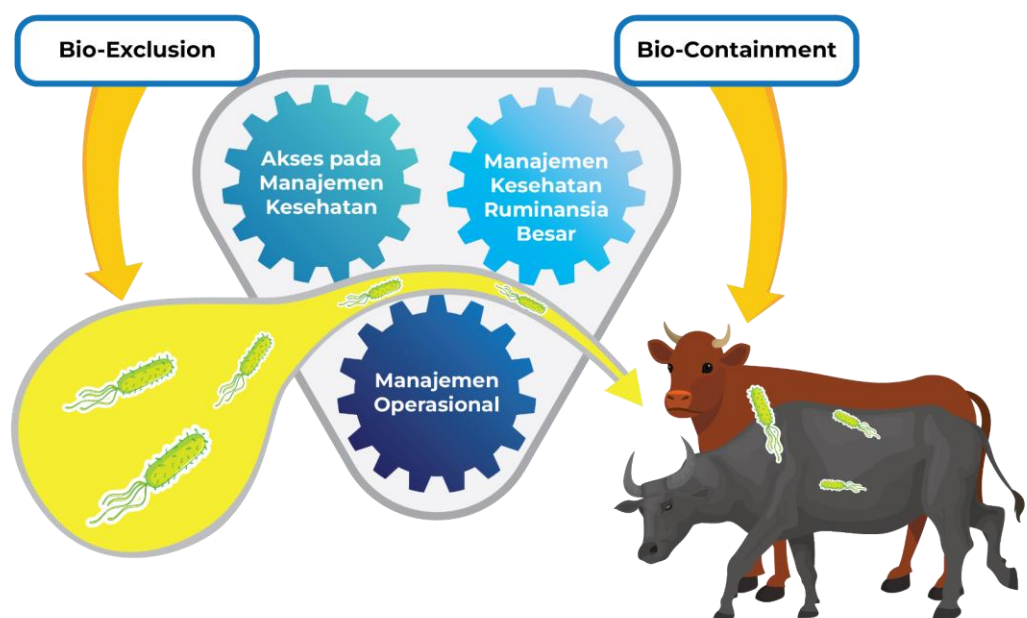 Bio-Exclusion
Bio-Containment
Akses pada
Manajemen
Kesehatan
Manajemen
Kesehatan
Ruminansia
Besar
Manajemen
Operasional